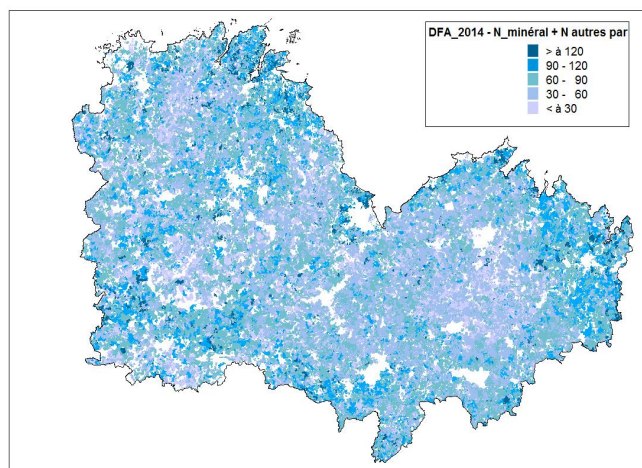 DFA_2014 - N_minéral + N autres par
> à 120
90 - 120
60 - 90
30 - 60
< à 30